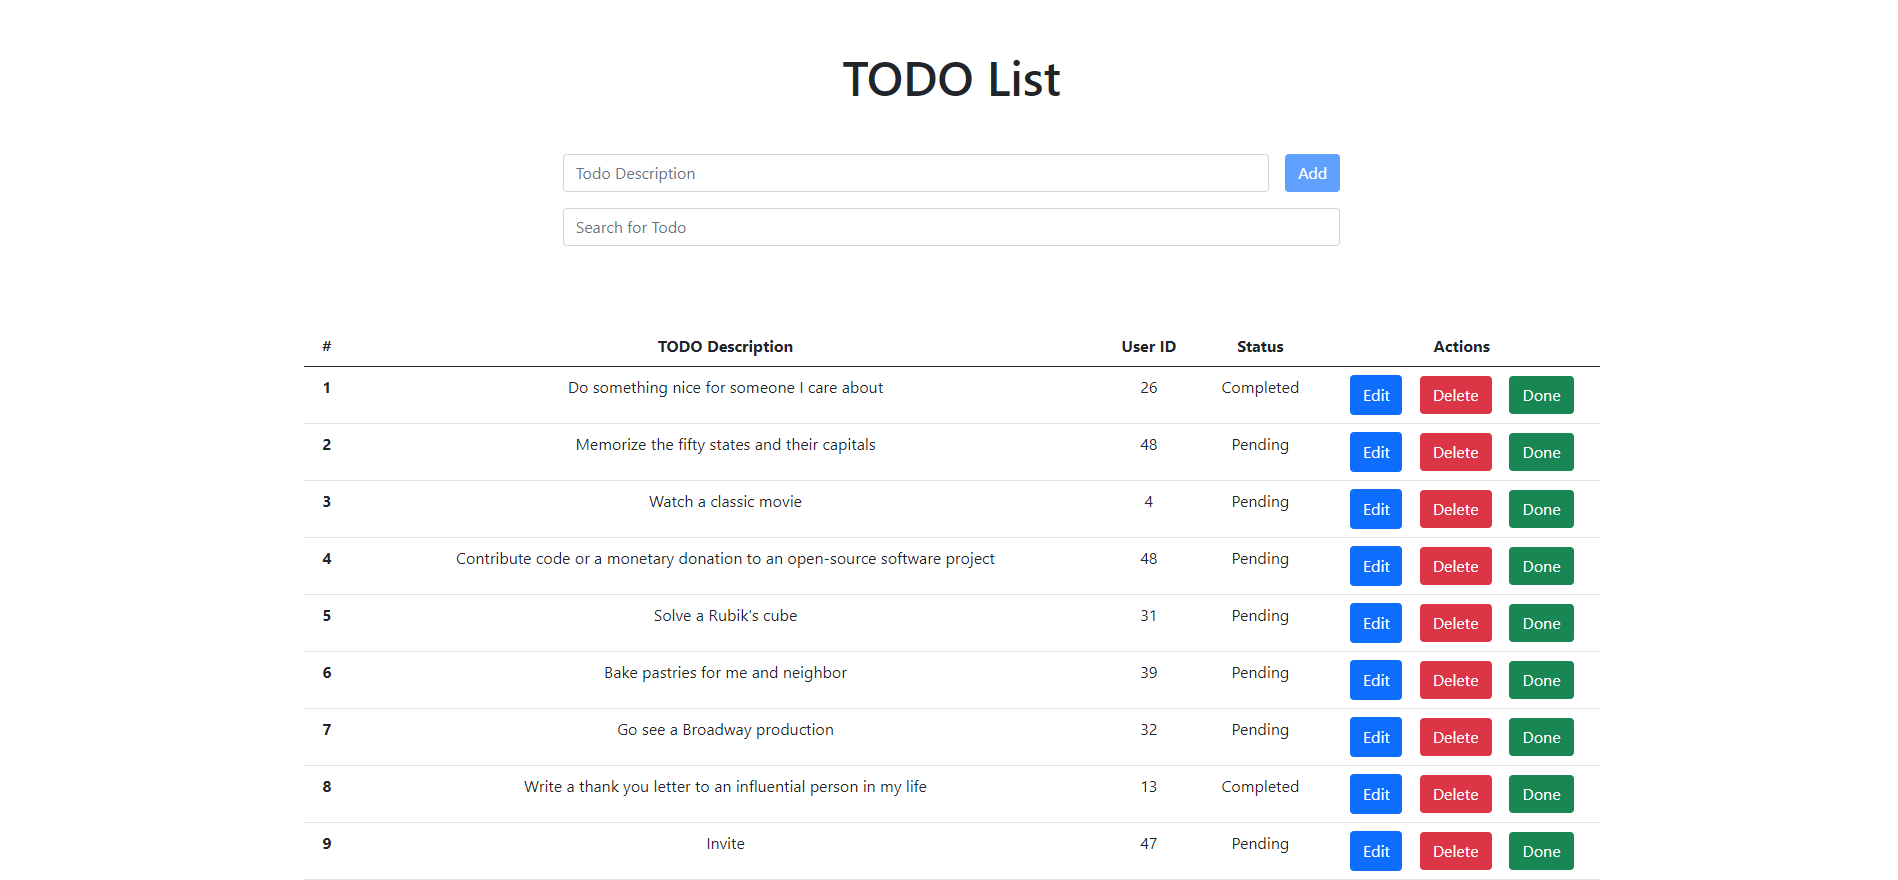 TODO List
Todo Description Add
Search for Todo
# TODO Description User ID Status Actions
1 Do something nice for someone I care about 26 Completed Edit Delete Done
2 Memorize the fifty states and their capitals 48 Pending Edit Delete Done
3 Watch a classic movie 4 Pending Edit Delete Done
4 Contribute code or a monetary donation to an open-source software project 48 Pending Edit Delete Done
5 Solve a Rubik's cube 31 Pending Edit Delete Done
6 Bake pastries for me and neighbor 39 Pending Edit Delete Done
7 Go see a Broadway production 32 Pending Edit Delete Done
8 Write a thank you letter to an influential person in my life 13 Completed Edit Delete Done
9 Invite 47 Pending Edit Delete Done